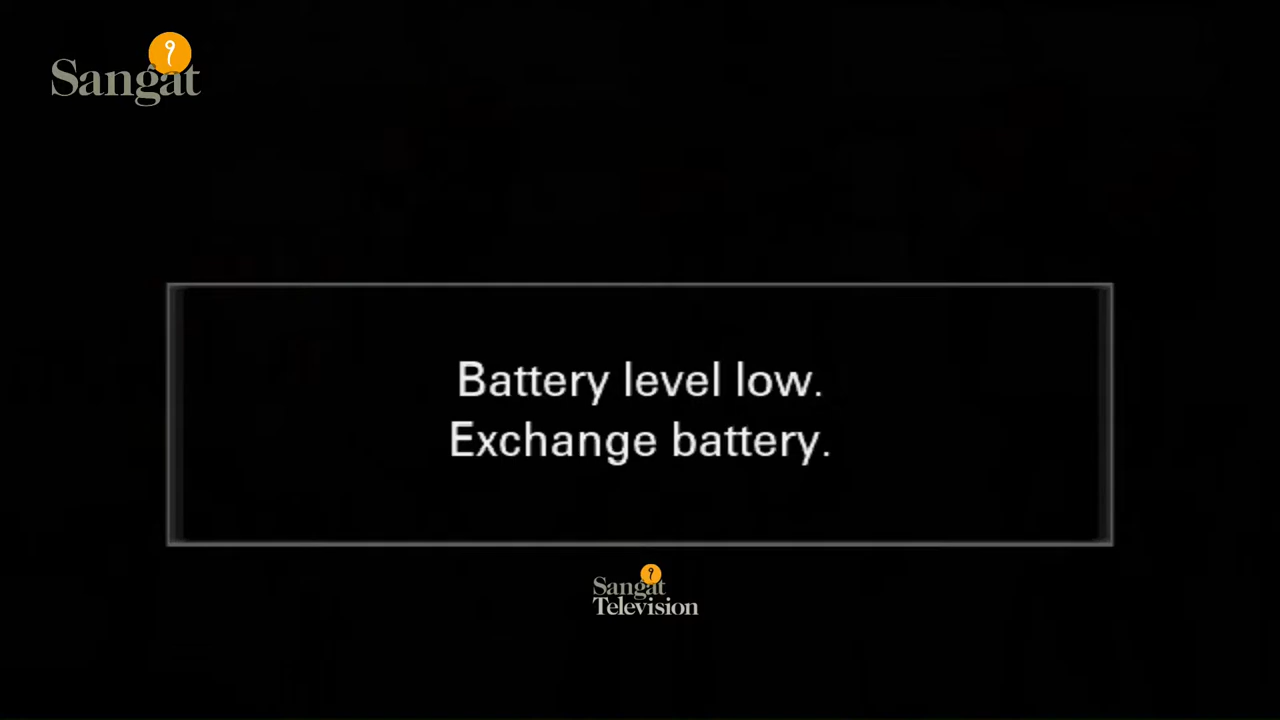 Sangat
Battery level low.
Exchange battery.
Sangat
Television